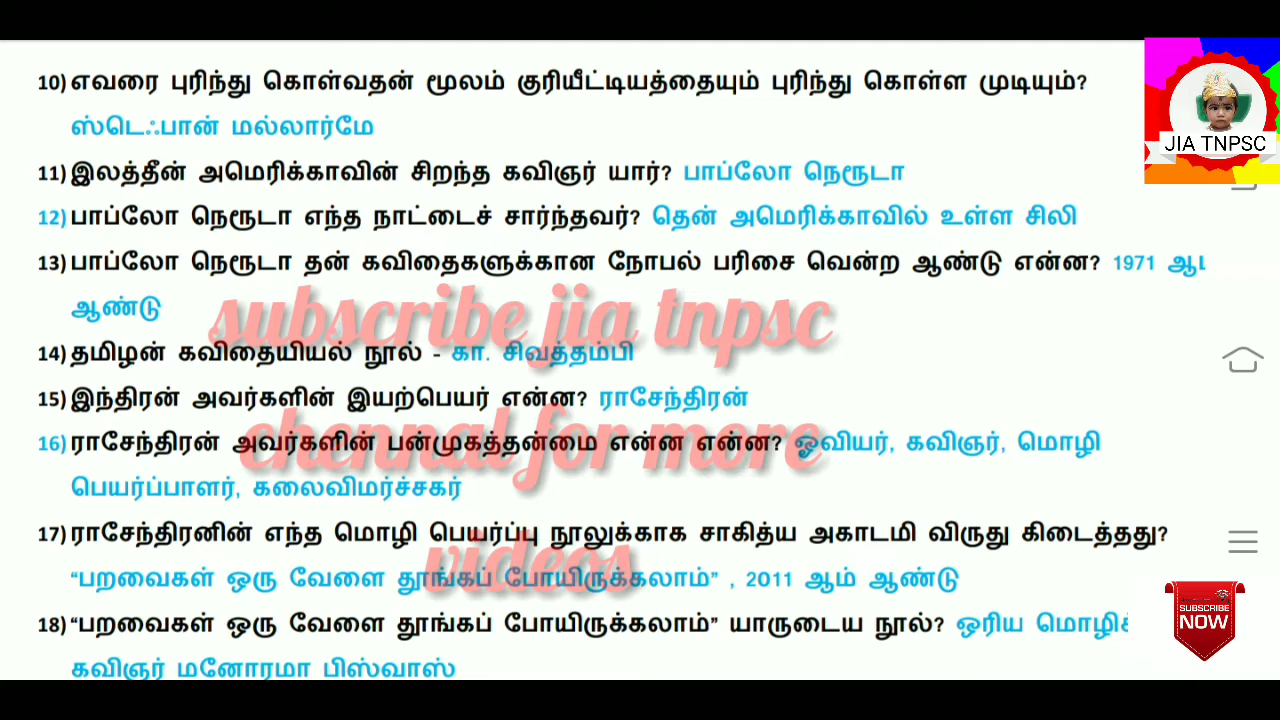 10) எவரை புரிந்து கொள்வதன் மூலம் குரியீட்டியத்தையும் புரிந்து கொள்ள முடியும்?
ஸ்டெஃபான் மல்லார்மே
JIA TNPSC
11) இலத்தீன் அமெரிக்காவின் சிறந்த கவிஞர் யார்? பாப்லோ நெரூடா
12) பாப்லோ நெரூடா எந்த நாட்டைச் சார்ந்தவர்? தென் அமெரிக்காவில் உள்ள சிலி
13) பாப்லோ நெரூடா தன் கவிதைகளுக்கான நோபல் பரிசை வென்ற ஆண்டு என்ன? 1971
ஆண்டு
subscribe jia tnpsc
14) தமிழன் கவிதையியல் நூல் - கா. சிவத்தம்பி
15) இந்திரன் அவர்களின் இயற்பெயர் என்ன? ராசேந்திரன்
16) ராசேந்திரன் அவர்களின் பன்முகத்தன்மை என்ன என்ன? ஓவியர், கவிஞர், மொழி
chennal for more
பெயர்ப்பாளர், கலைவிமர்ச்சகர்
17) ராசேந்திரனின் எந்த மொழி பெயர்ப்பு நூலுக்காக சாகித்ய அகாடமி விருது கிடைத்தது?
videos
“பறவைகள் ஒரு வேளை தூங்கப் போயிருக்கலாம்” , 2011 ஆம் ஆண்டு
SUBSCRIBE
NOW
18) “பறவைகள் ஒரு வேளை தூங்கப் போயிருக்கலாம்” யாருடைய நூல்? ஒரிய
கவிஞர் மனோரமா பிஸ்வாஸ்